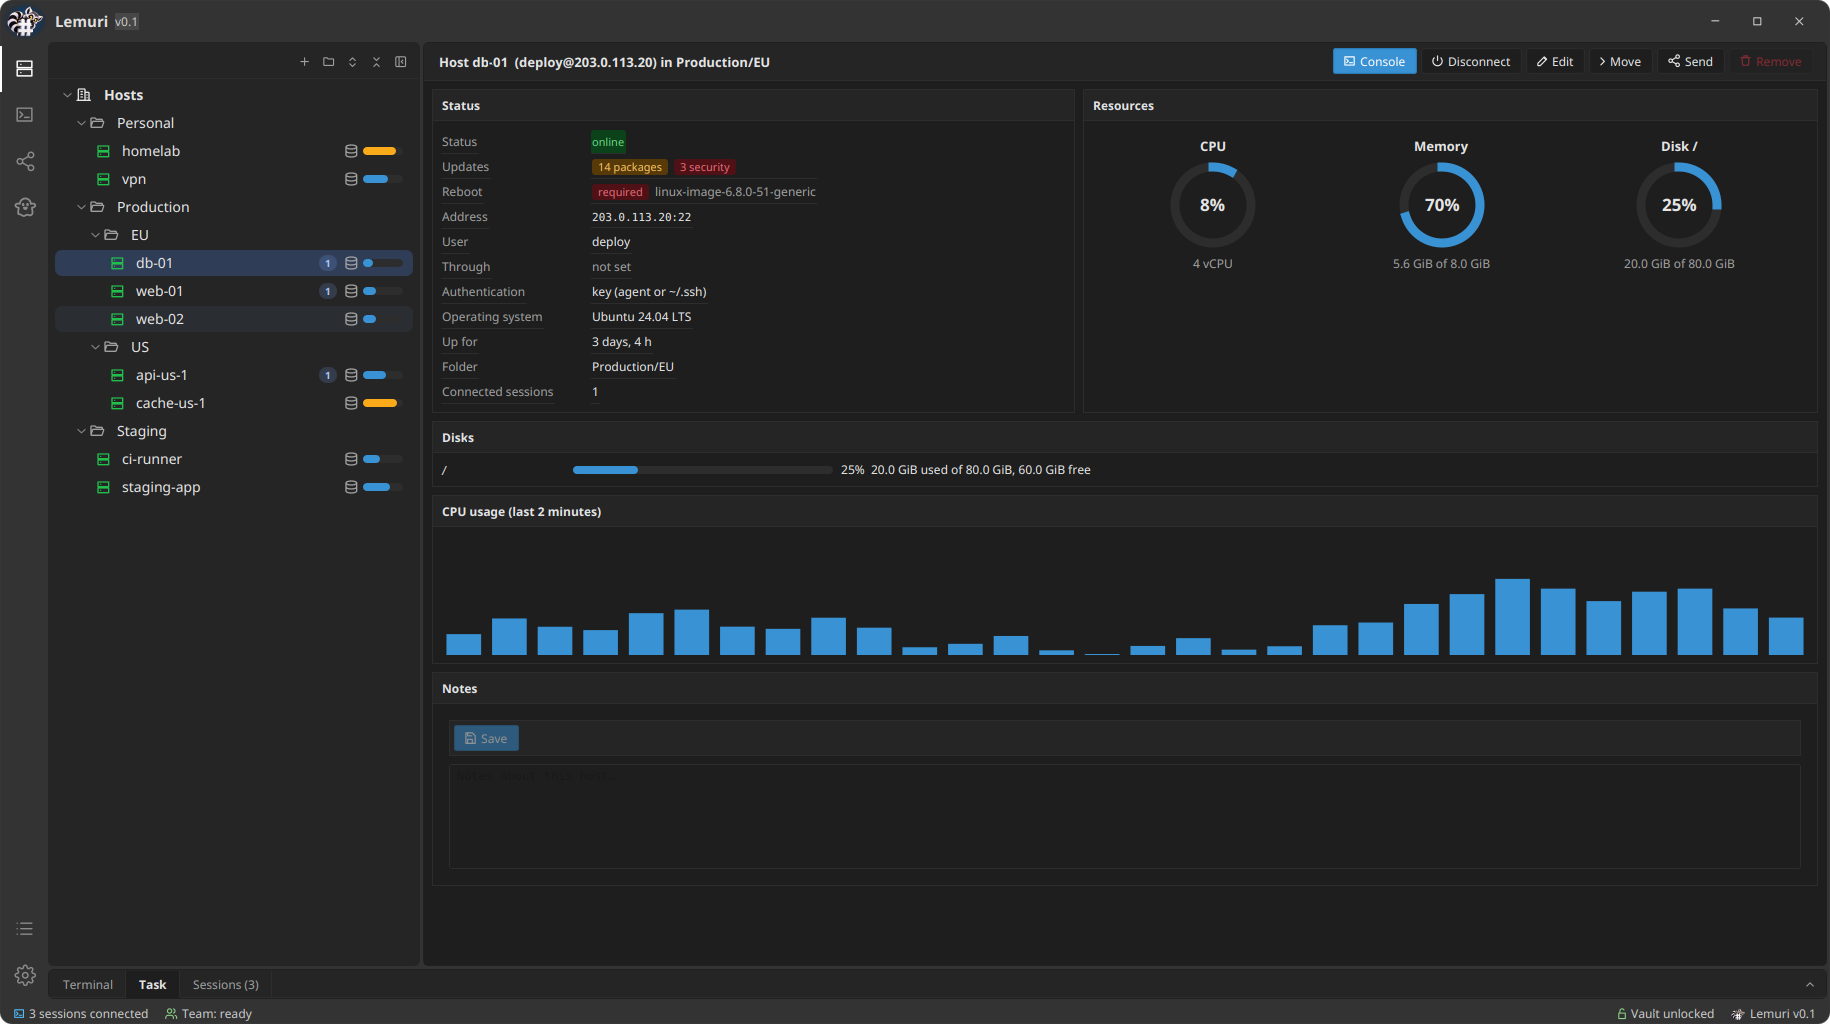 Lemuri v0.1
Host db-01 (deploy@203.0.113.20) in Production/EU
Console
Disconnect
Edit
Move
Send
Remove
Hosts
Personal
homelab
vpn
Production
EU
db-01 1
web-01 1
web-02
US
api-us-1 1
cache-us-1
Staging
ci-runner
staging-app
Status
Status online
Updates 14 packages 3 security
Reboot required linux-image-6.8.0-51-generic
Address 203.0.113.20:22
User deploy
Through not set
Authentication key (agent or ~/.ssh)
Operating system Ubuntu 24.04 LTS
Up for 3 days, 4 h
Folder Production/EU
Connected sessions 1
Resources
CPU
8%
4 vCPU
Memory
70%
5.6 GiB of 8.0 GiB
Disk /
25%
20.0 GiB of 80.0 GiB
Disks
/ 25% 20.0 GiB used of 80.0 GiB, 60.0 GiB free
CPU usage (last 2 minutes)
Notes
Save
Terminal
Task
Sessions (3)
3 sessions connected
Team: ready
Vault unlocked
Lemuri v0.1